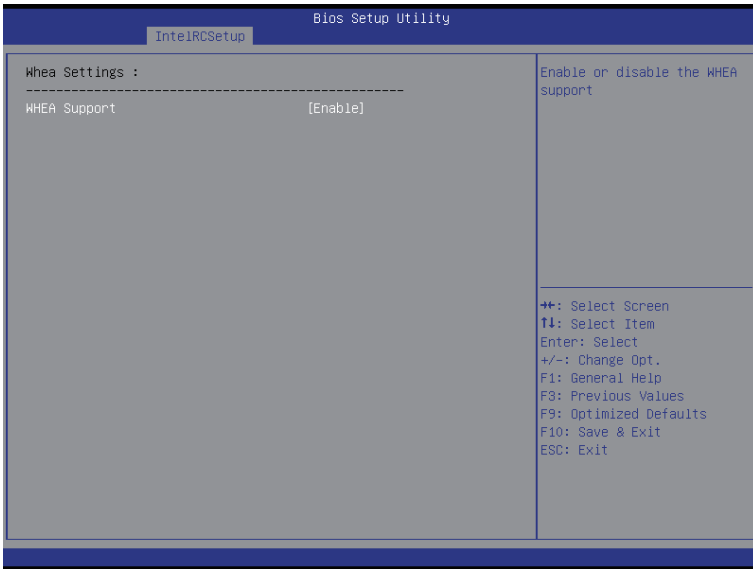 Bios Setup Utility
IntelRCSetup
Whea Settings :
--------------------------------------------------
WHEA Support [Enable]
Enable or disable the WHEA
support
→←: Select Screen
↑↓: Select Item
Enter: Select
+/-: Change Opt.
F1: General Help
F3: Previous Values
F9: Optimized Defaults
F10: Save & Exit
ESC: Exit